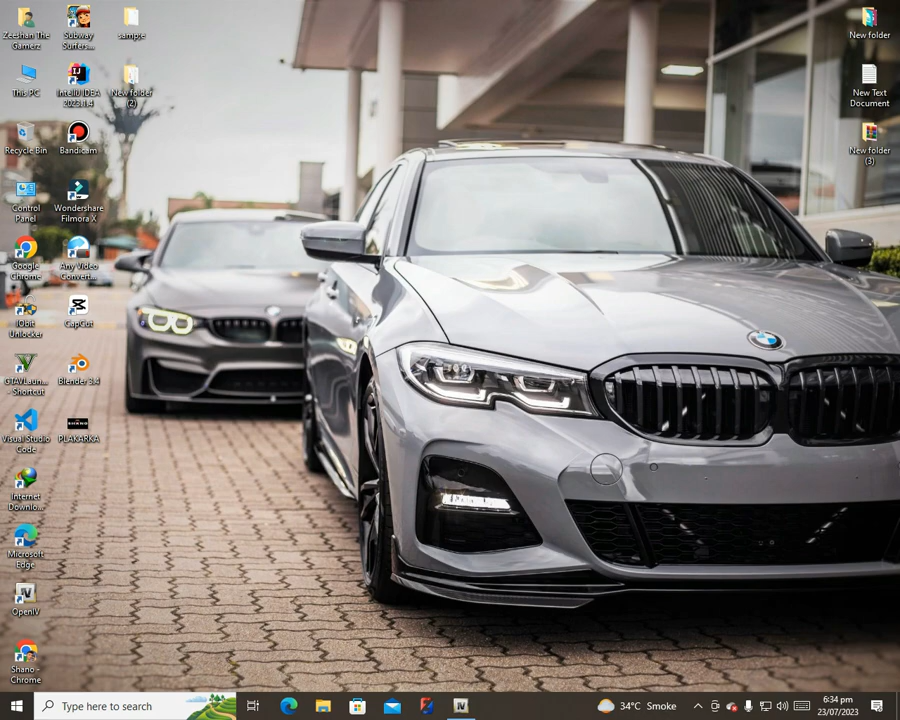 Zeeshan The
Gamerz
Subway
Surfers...
sample
This PC
IntelliJ IDEA
2023.1.4
New folder
(2)
Recycle Bin
Bandicam
Control
Panel
Wondershare
Filmora X
Google
Chrome
Any Video
Convert...
IObit
Unlocker
CapCut
GTAVLaun...
- Shortcut
Blender 3.4
Visual Studio
Code
SHANO
PLAKARKA
Internet
Downlo...
Microsoft
Edge
OpenIV
Shano -
Chrome
New folder
New Text
Document
New folder
(3)
Type here to search
34°C Smoke
6:34 pm
23/07/2023